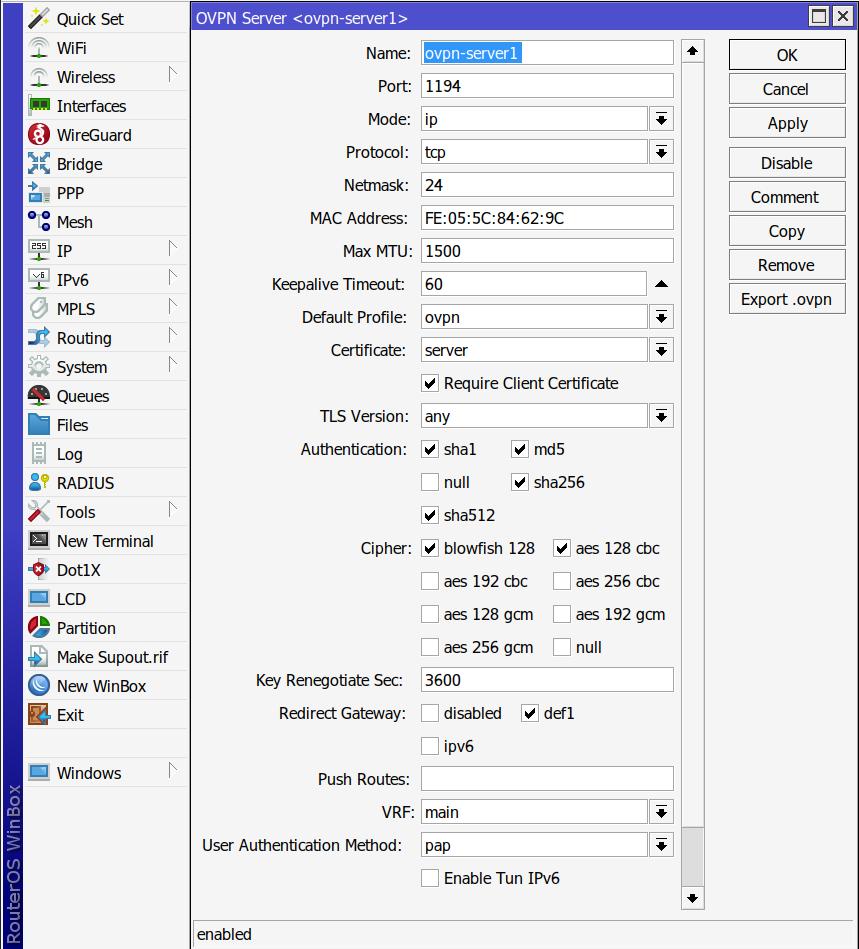 OVPN Server <ovpn-server1>
Quick Set
WiFi
Wireless
Interfaces
WireGuard
Bridge
PPP
Mesh
255
IP
v6
IPv6
MPLS
Routing
System
Queues
Files
Log
RADIUS
Tools
New Terminal
Dot1X
LCD
Partition
Make Supout.rif
New WinBox
Exit
Windows
RouterOS WinBox
Name: ovpn-server1
Port: 1194
Mode: ip
Protocol: tcp
Netmask: 24
MAC Address: FE:05:5C:84:62:9C
Max MTU: 1500
Keepalive Timeout: 60
Default Profile: ovpn
Certificate: server
Require Client Certificate
TLS Version: any
Authentication: sha1 md5
null sha256
sha512
Cipher: blowfish 128 aes 128 cbc
aes 192 cbc aes 256 cbc
aes 128 gcm aes 192 gcm
aes 256 gcm null
Key Renegotiate Sec: 3600
Redirect Gateway: disabled def1
ipv6
Push Routes:
VRF: main
User Authentication Method: pap
Enable Tun IPv6
enabled
OK
Cancel
Apply
Disable
Comment
Copy
Remove
Export .ovpn